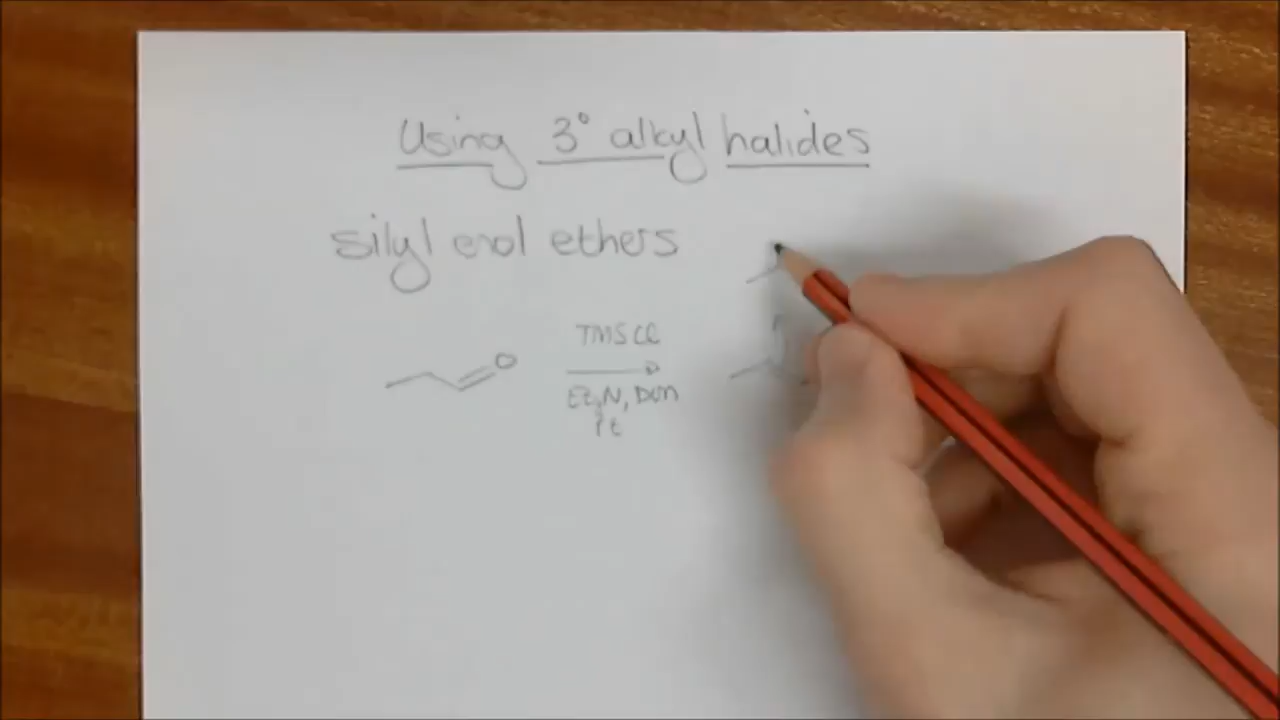 Using 3° alkyl halides
silyl enol ethers
TMSCl
O
Et₃N, DCM
rt